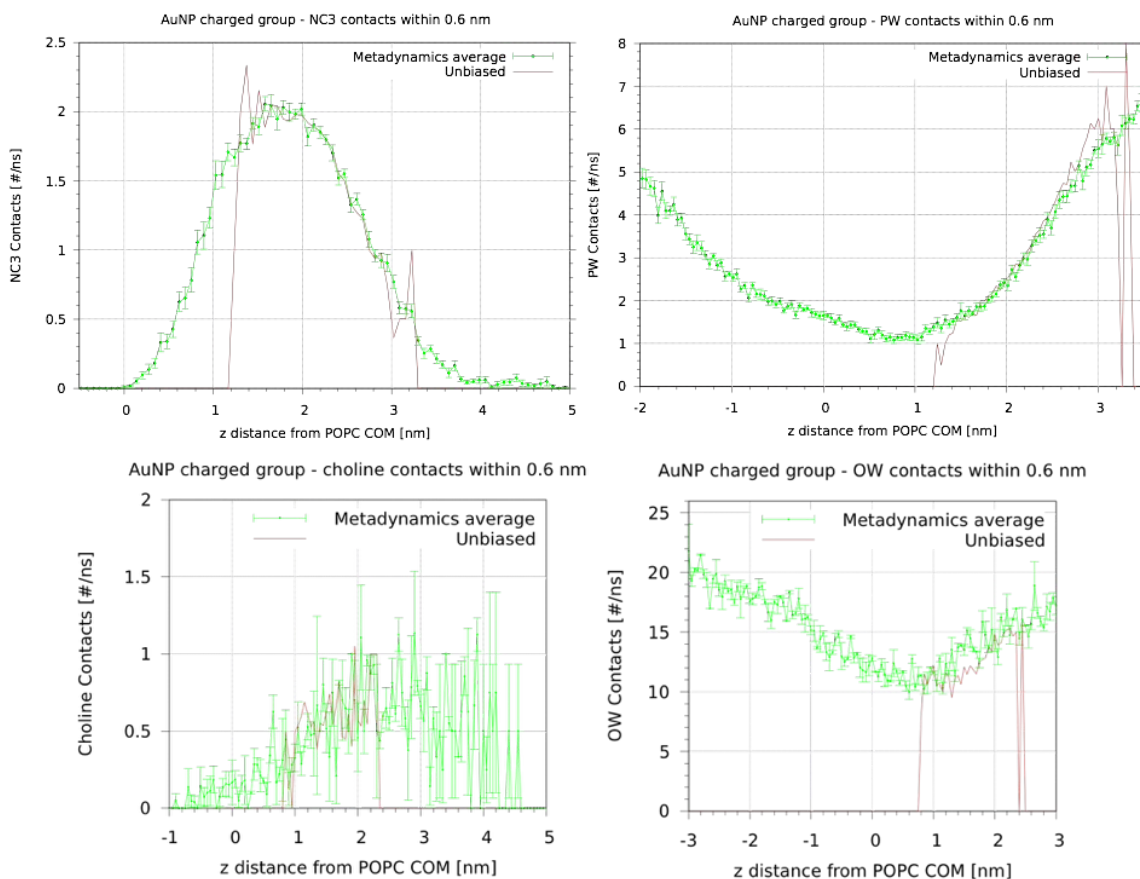 AuNP charged group - NC3 contacts within 0.6 nm
Metadynamics average
Unbiased
NC3 Contacts [#/ns]
2.5
2
1.5
1
0.5
0
0 1 2 3 4 5
z distance from POPC COM [nm]
AuNP charged group - PW contacts within 0.6 nm
Metadynamics average
Unbiased
PW Contacts [#/ns]
8
7
6
5
4
3
2
1
0
-2 -1 0 1 2 3
z distance from POPC COM [nm]
AuNP charged group - choline contacts within 0.6 nm
Metadynamics average
Unbiased
Choline Contacts [#/ns]
2
1.5
1
0.5
0
-1 0 1 2 3 4 5
z distance from POPC COM [nm]
AuNP charged group - OW contacts within 0.6 nm
Metadynamics average
Unbiased
OW Contacts [#/ns]
25
20
15
10
5
0
-3 -2 -1 0 1 2 3
z distance from POPC COM [nm]